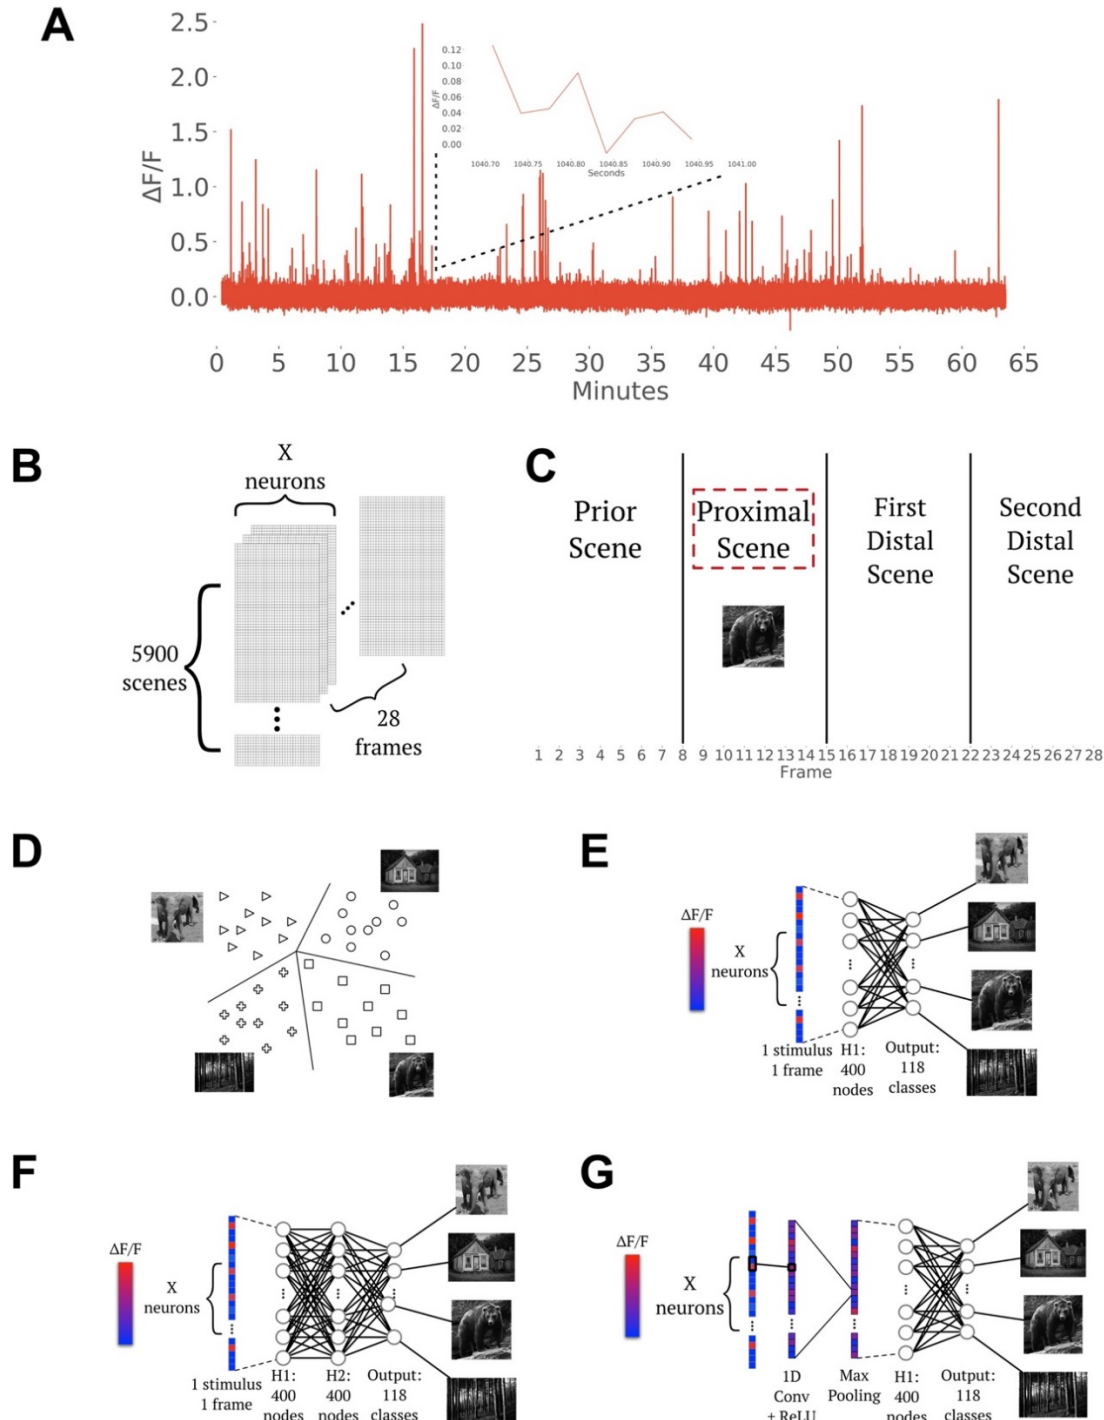 A
2.5
2.0
1.5
1.0
0.5
0.0
ΔF/F
0 5 10 15 20 25 30 35 40 45 50 55 60 65
Minutes
0.12
0.10
0.08
0.06
0.04
0.02
0.00
ΔF/F
1040.70 1040.75 1040.80 1040.85 1040.90 1040.95 1041.00
Seconds
B
X
neurons
5900
scenes
28
frames
C
Prior
Scene
Proximal
Scene
First
Distal
Scene
Second
Distal
Scene
1 2 3 4 5 6 7 8 9 10 11 12 13 14 15 16 17 18 19 20 21 22 23 24 25 26 27 28
Frame
D
E
ΔF/F
X
neurons
1 stimulus
1 frame
H1:
400
nodes
Output:
118
classes
F
ΔF/F
X
neurons
1 stimulus
1 frame
H1:
400
nodes
H2:
400
nodes
Output:
118
classes
G
ΔF/F
X
neurons
1D
Conv
+ ReLU
Max
Pooling
H1:
400
nodes
Output:
118
classes